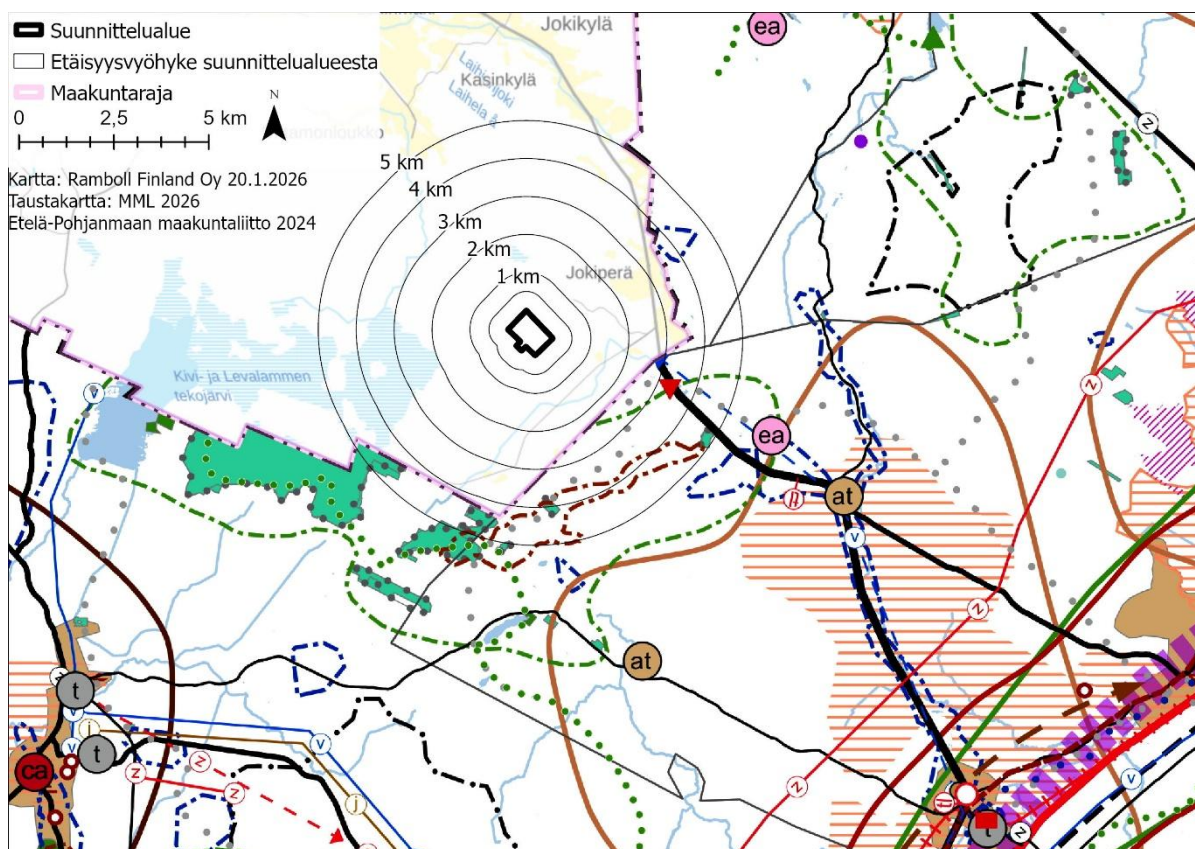 Suunnittelualue
Etäisyysvyöhyke suunnittelualueesta
Maakuntaraja
N
0 2,5 5 km
Kartta: Ramboll Finland Oy 20.1.2026
Taustakartta: MML 2026
Etelä-Pohjanmaan maakuntaliitto 2024
Jokikylä
ea
Laihianjoki
Laihela å
Kasinkylä
z
5 km
4 km
3 km
2 km
1 km
Jokiperä
Kivi- ja Levalammen
tekojärvi
z
v
ea
at
z
v
z
at
t
z
v
j
v
t
v
ca
z
z
z
j
z
t
z
v